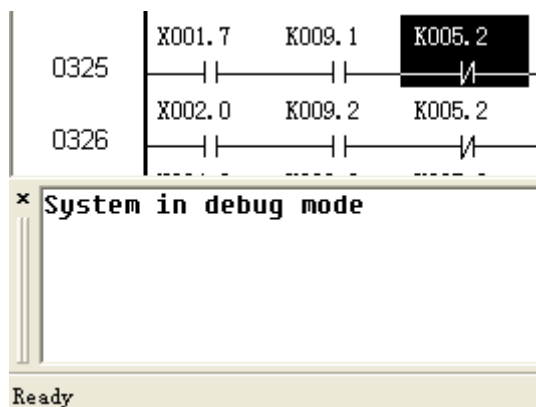 X001.7 K009.1 K005.2
0325
X002.0 K009.2 K005.2
0326
× System in debug mode
Ready